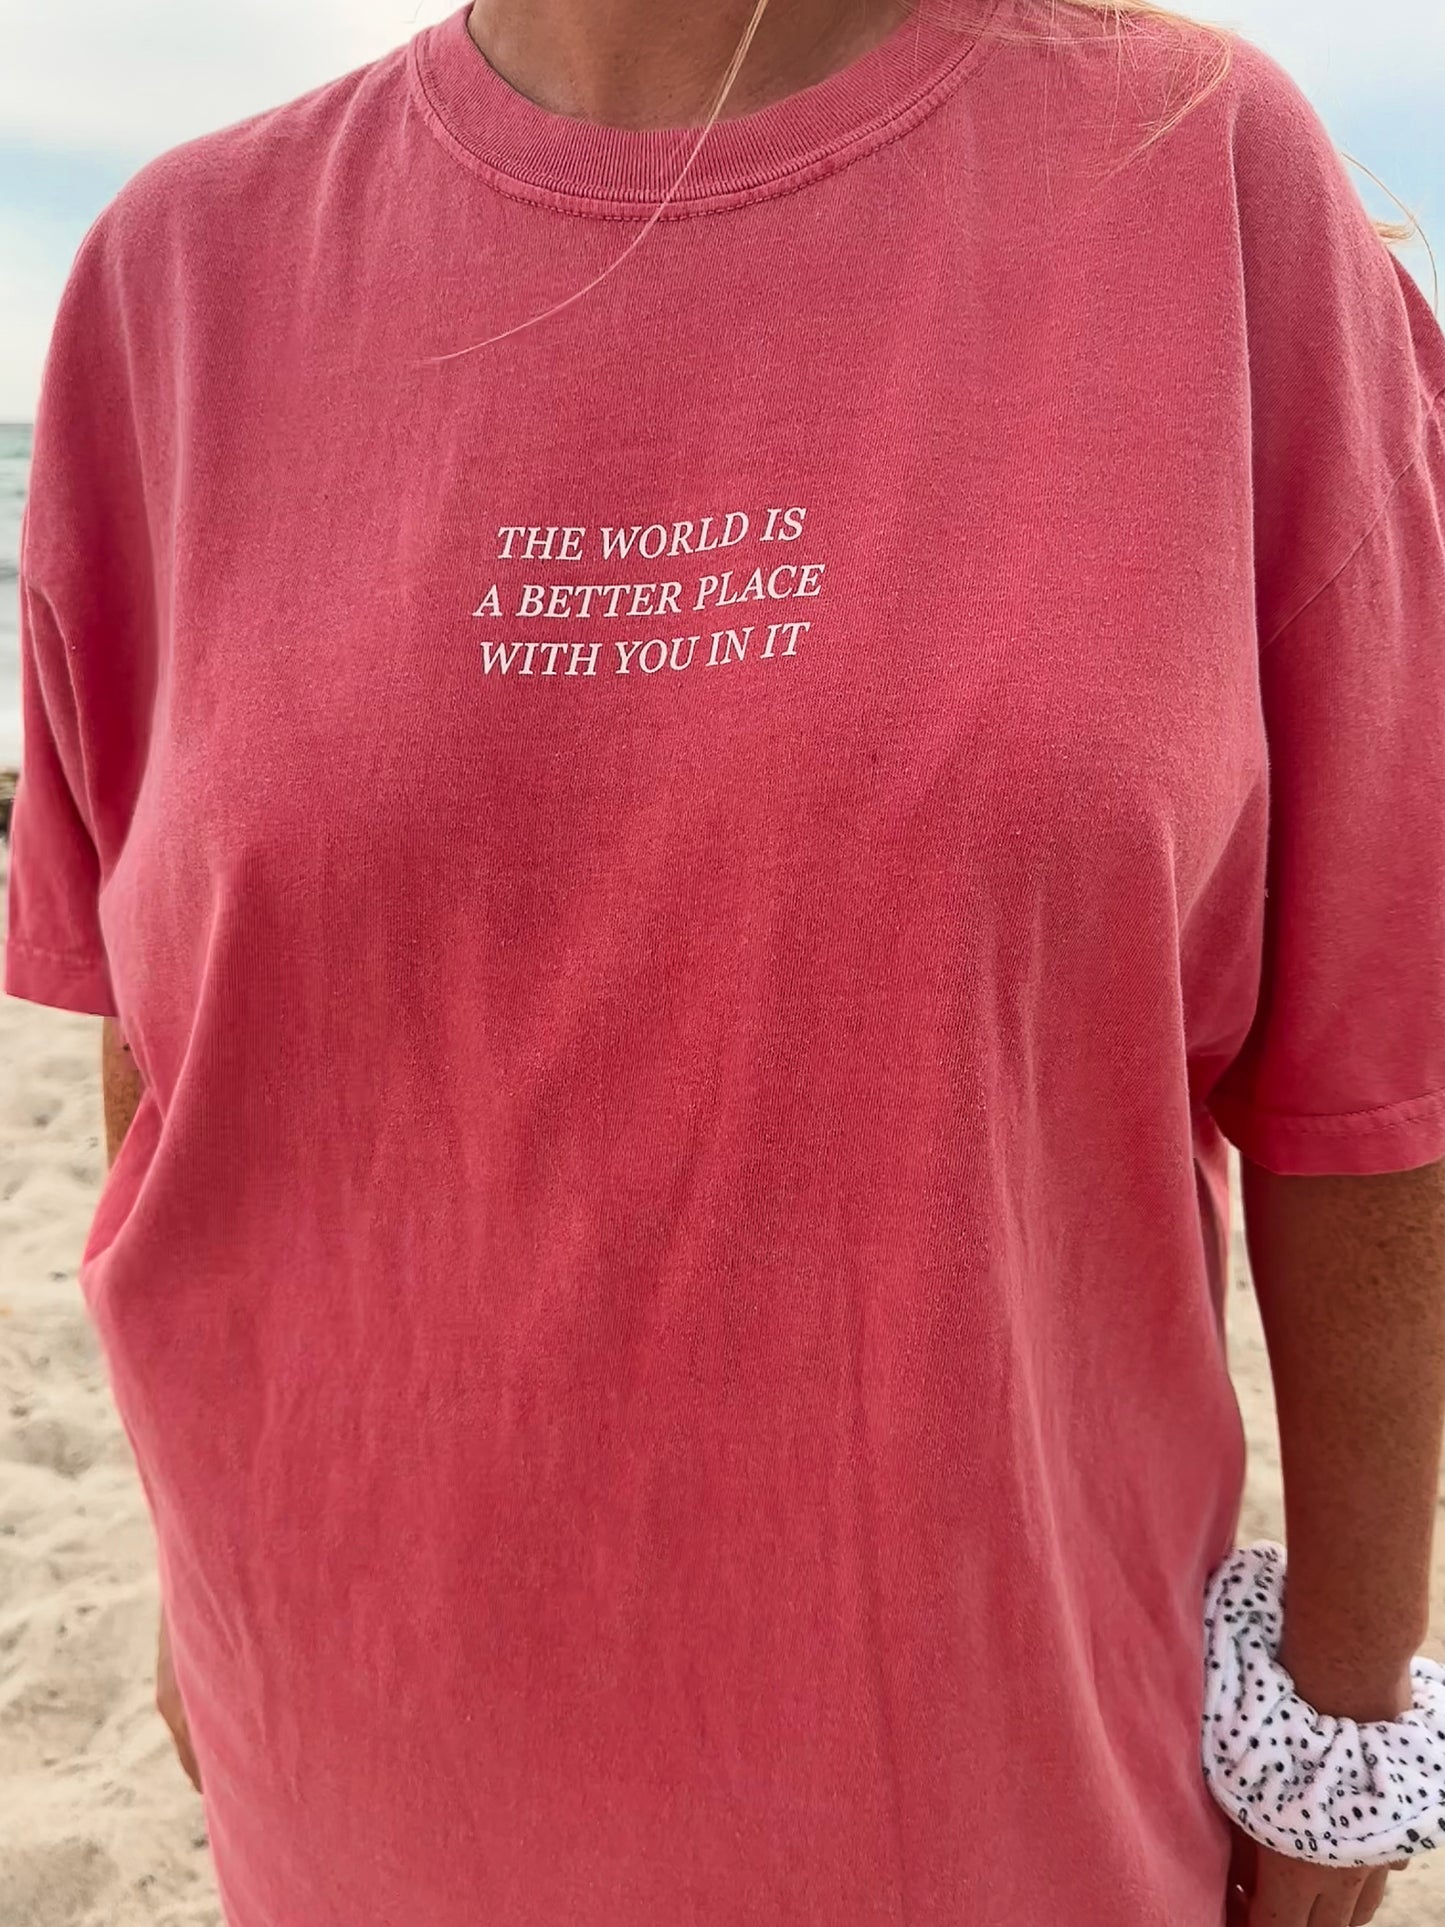 THE WORLD IS
A BETTER PLACE
WITH YOU IN IT